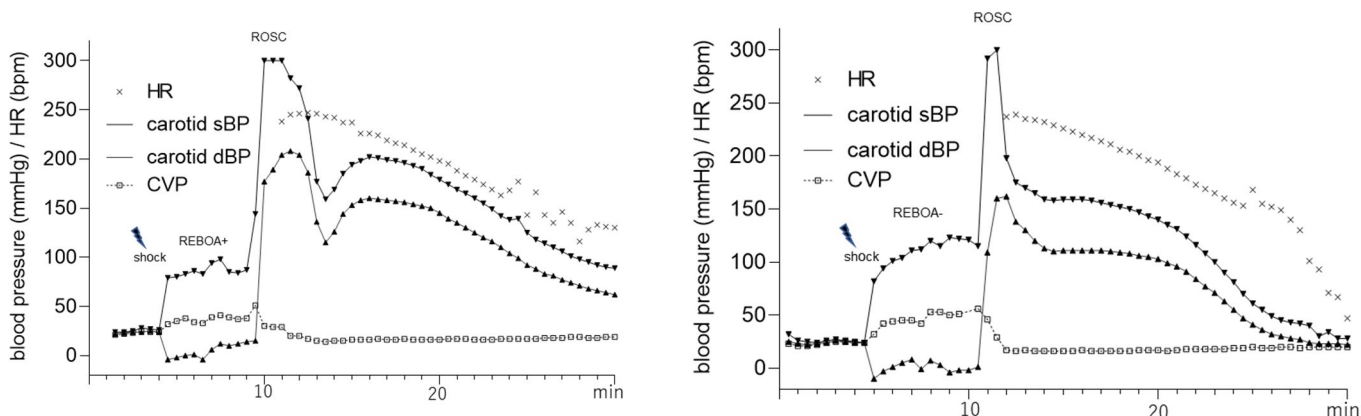 blood pressure (mmHg) / HR (bpm)
300
250
200
150
100
50
0
ROSC
HR
carotid sBP
carotid dBP
CVP
shock
REBOA+
10
20
min
blood pressure (mmHg) / HR (bpm)
300
250
200
150
100
50
0
ROSC
HR
carotid sBP
carotid dBP
CVP
shock
REBOA-
10
20
min